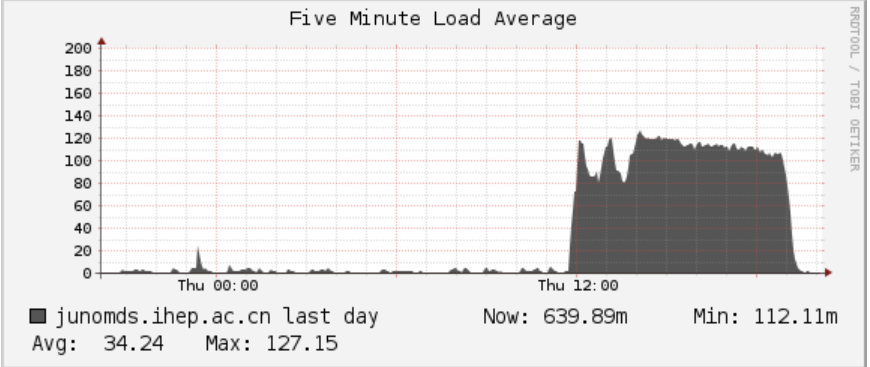 Five Minute Load Average
RRDTOOL / TOBI OETIKER
200
180
160
140
120
100
80
60
40
20
0
Thu 00:00 Thu 12:00
junomds.ihep.ac.cn last day Now: 639.89m Min: 112.11m
Avg: 34.24 Max: 127.15